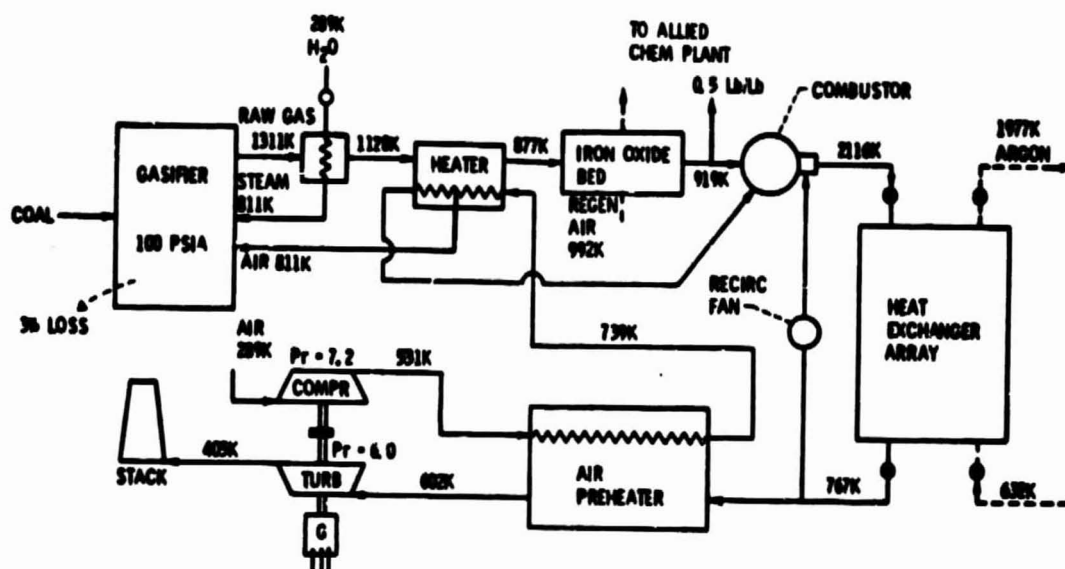 289K
H2O
TO ALLIED
CHEM PLANT
0.5 Lb/Lb
COMBUSTOR
RAW GAS
1311K
1128K
HEATER
877K
IRON OXIDE
BED
919K
2116K
1977K
ARGON
GASIFIER
STEAM
811K
COAL
100 PSIA
AIR 811K
REGEN
AIR
992K
3% LOSS
RECIRC
FAN
HEAT
EXCHANGER
ARRAY
AIR
289K
Pr = 7.2
531K
739K
COMPR
Pr = 6.0
STACK
405K
TURB
AIR
PREHEATER
767K
G